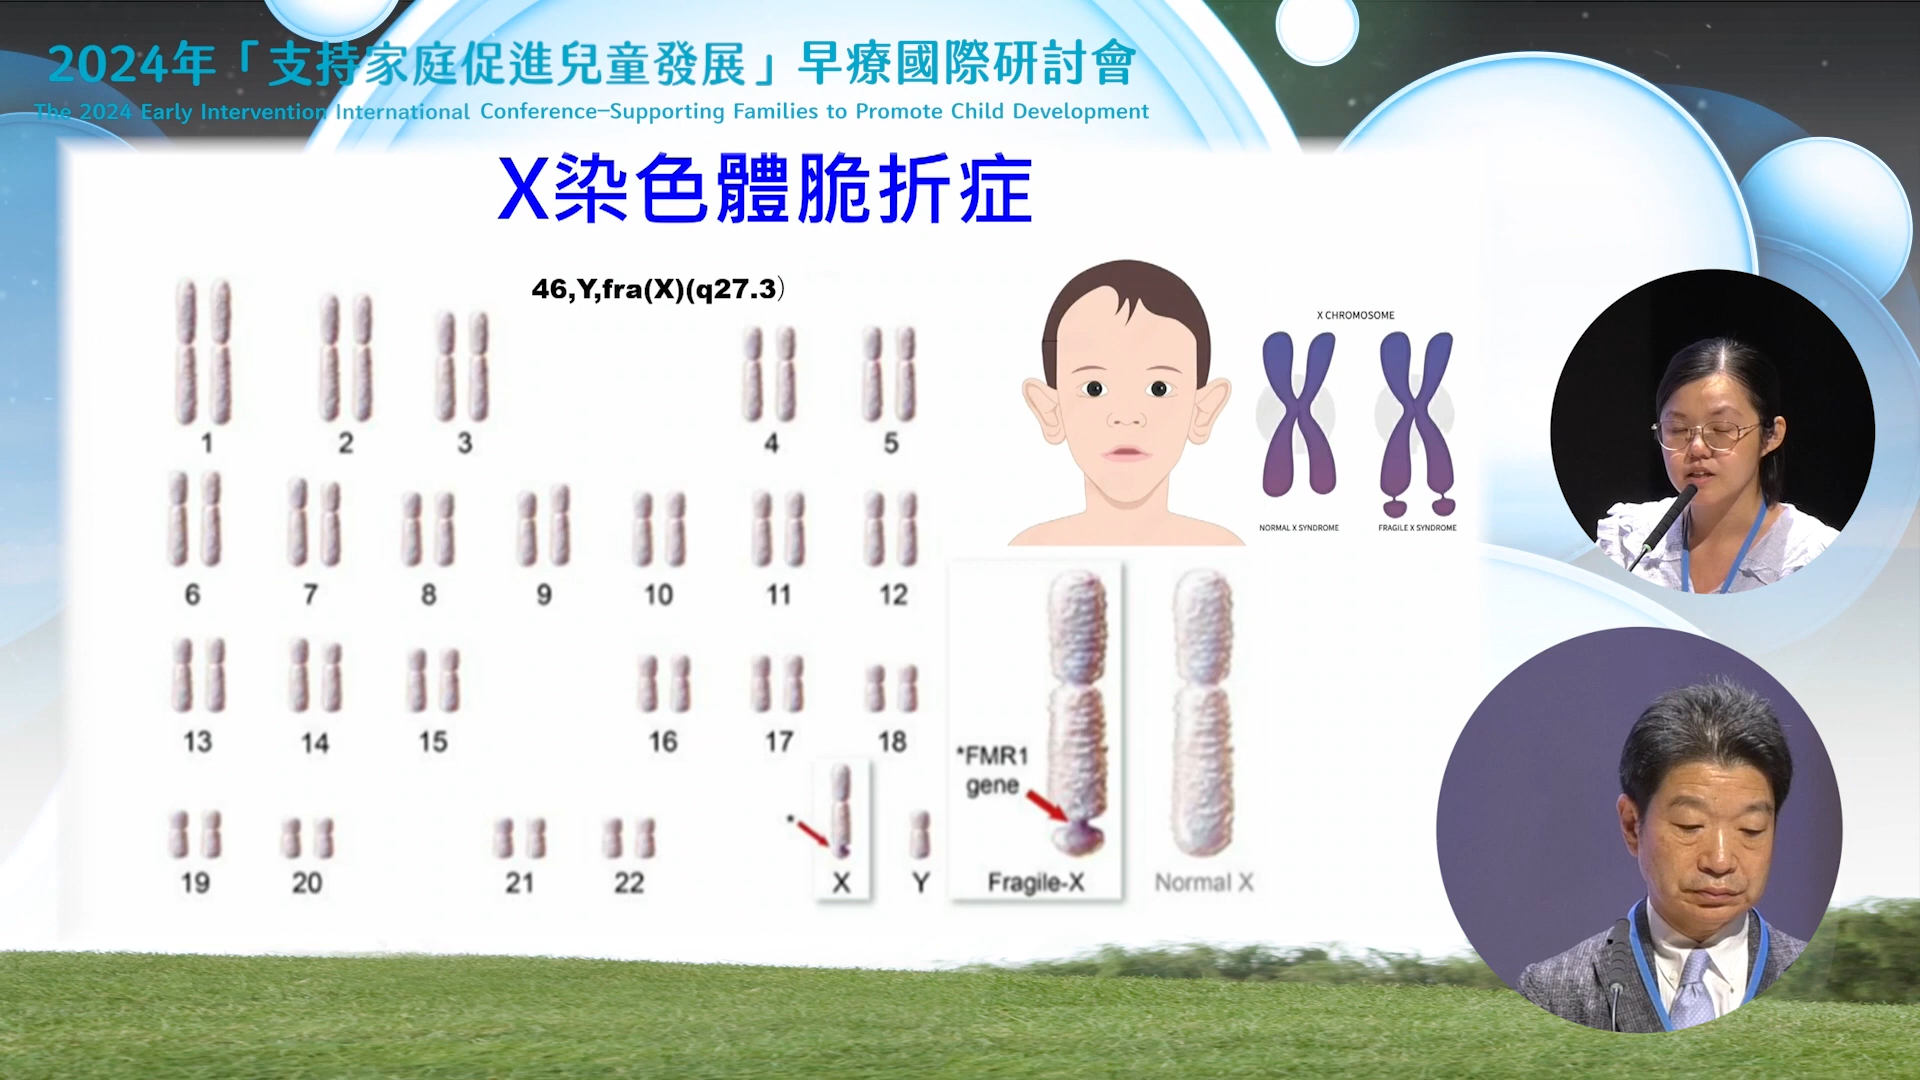 2024年「支持家庭促進兒童發展」早療國際研討會
The 2024 Early Intervention International Conference–Supporting Families to Promote Child Development
X染色體脆折症
46,Y,fra(X)(q27.3)
X CHROMOSOME
NORMAL X SYNDROME
FRAGILE X SYNDROME
1 2 3 4 5
6 7 8 9 10 11 12
13 14 15 16 17 18
19 20 21 22 X Y
*
*FMR1
gene
Fragile-X
Normal X